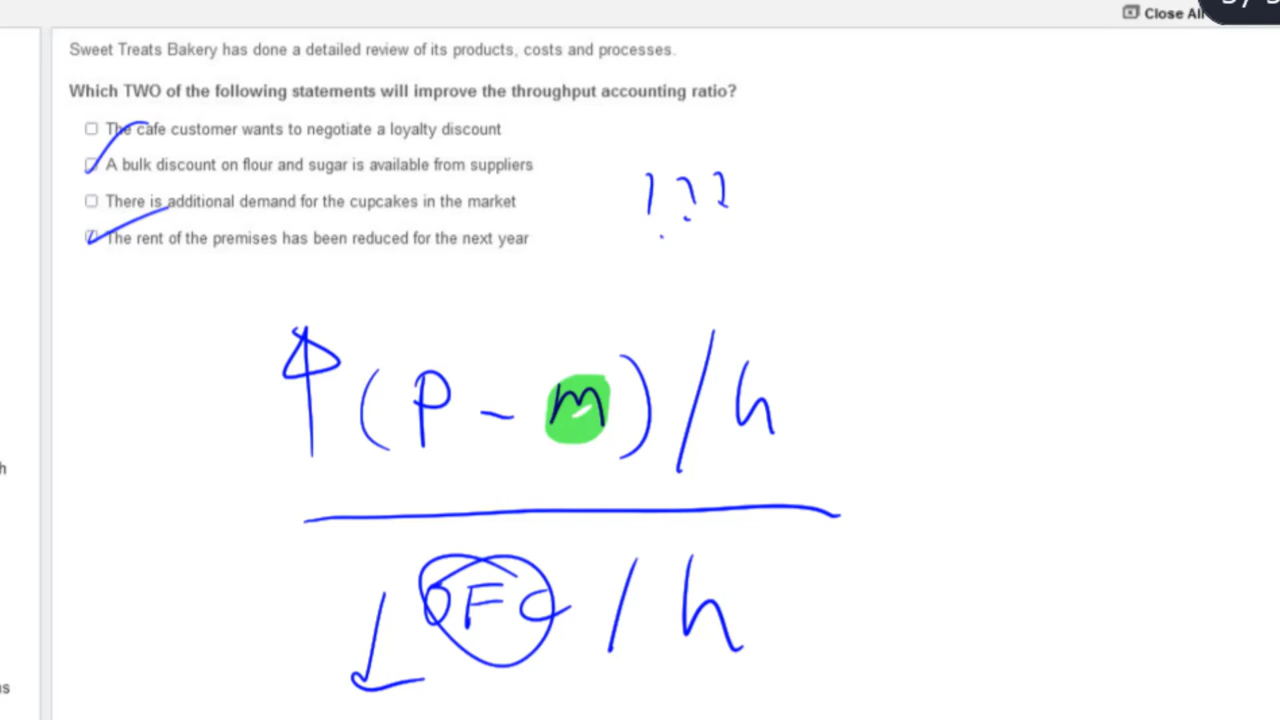 Close All
Sweet Treats Bakery has done a detailed review of its products, costs and processes.
Which TWO of the following statements will improve the throughput accounting ratio?
The cafe customer wants to negotiate a loyalty discount
A bulk discount on flour and sugar is available from suppliers
There is additional demand for the cupcakes in the market
The rent of the premises has been reduced for the next year
???
↑ (P - M) / h
↓ OFC / h